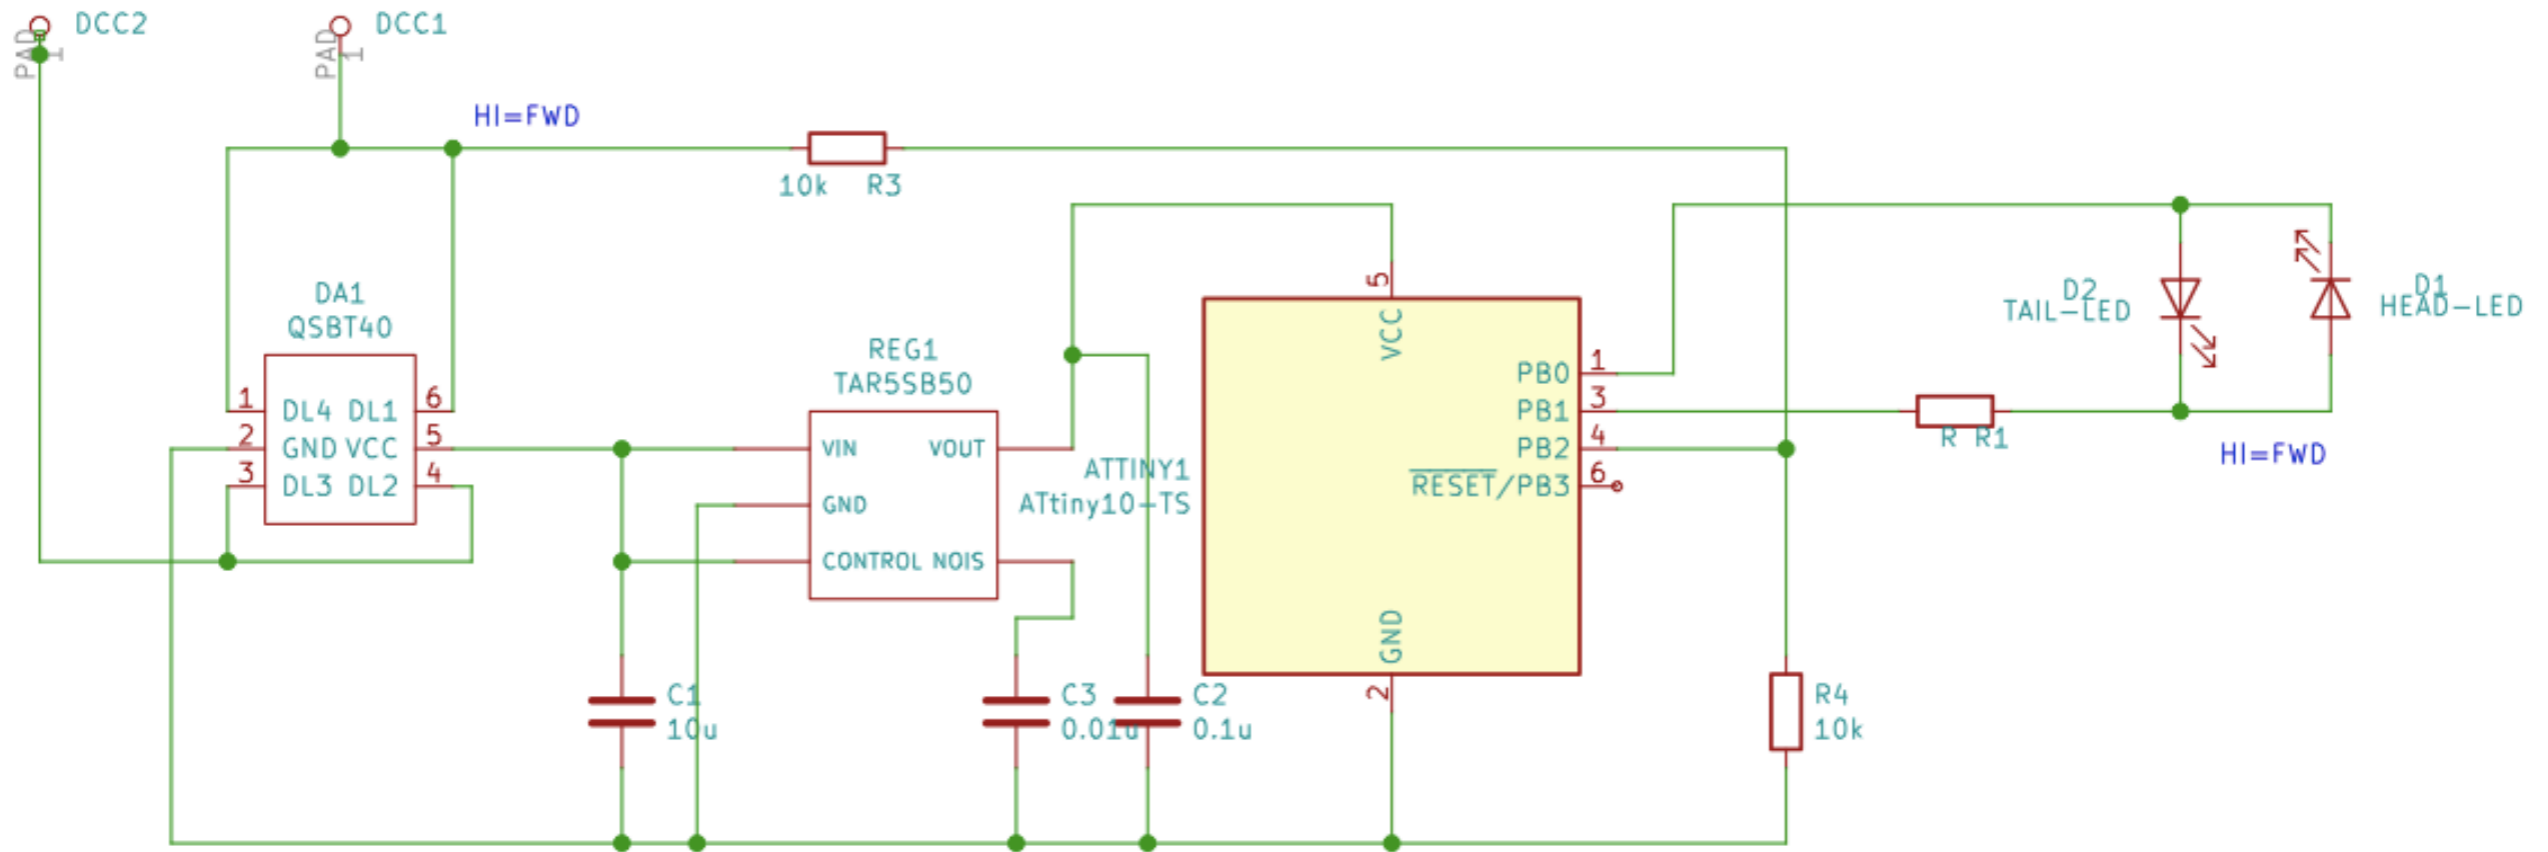 DCC2
PAD
1
DCC1
PAD
1
HI=FWD
10k R3
DA1
QSBT40
1 DL4 DL1 6
2 GND VCC 5
3 DL3 DL2 4
REG1
TAR5SB50
VIN VOUT
GND
CONTROL NOIS
ATTINY1
ATtiny10-TS
5
VCC
PB0 1
PB1 3
PB2 4
RESET/PB3 6
GND
2
D2
TAIL-LED
D1
HEAD-LED
R R1
HI=FWD
C1
10u
C3
0.01u
C2
0.1u
R4
10k